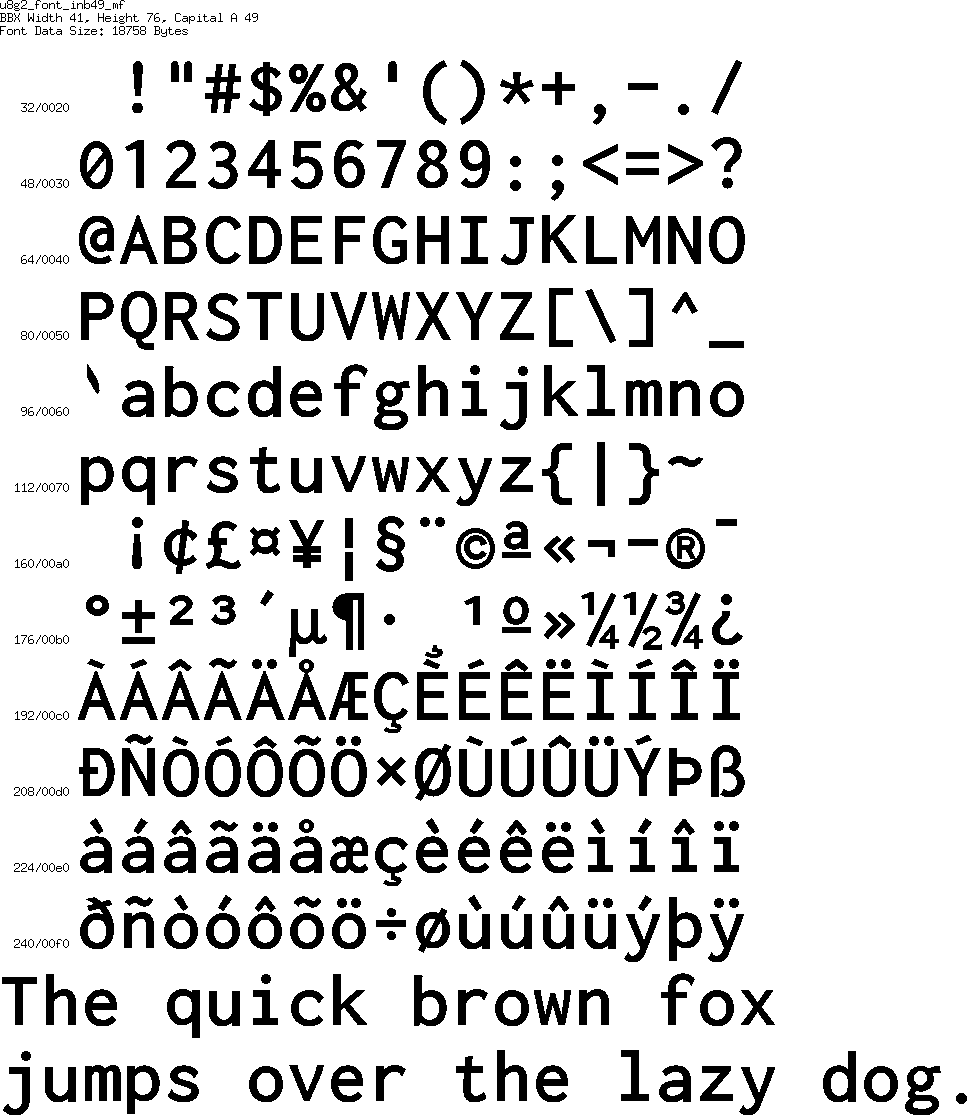 u8g2_font_inb49_mf
BBX Width 41, Height 76, Capital A 49
Font Data Size: 18758 Bytes
32/0020 !"#$%&'()*+,-./
48/0030 0123456789:;<=>?
64/0040 @ABCDEFGHIJKLMNO
80/0050 PQRSTUVWXYZ[\]^_
96/0060 `abcdefghijklmno
112/0070 pqrstuvwxyz{|}~
160/00a0 ¡¢£¤¥¦§¨©ª«¬-®¯
176/00b0 °±²³´µ¶· ¹º»¼½¾¿
192/00c0 ÀÁÂÃÄÅÆÇÈÉÊËÌÍÎÏ
208/00d0 ÐÑÒÓÔÕÖ×ØÙÚÛÜÝÞß
224/00e0 àáâãäåæçèéêëìíîï
240/00f0 ðñòóôõö÷øùúûüýþÿ
The quick brown fox
jumps over the lazy dog.